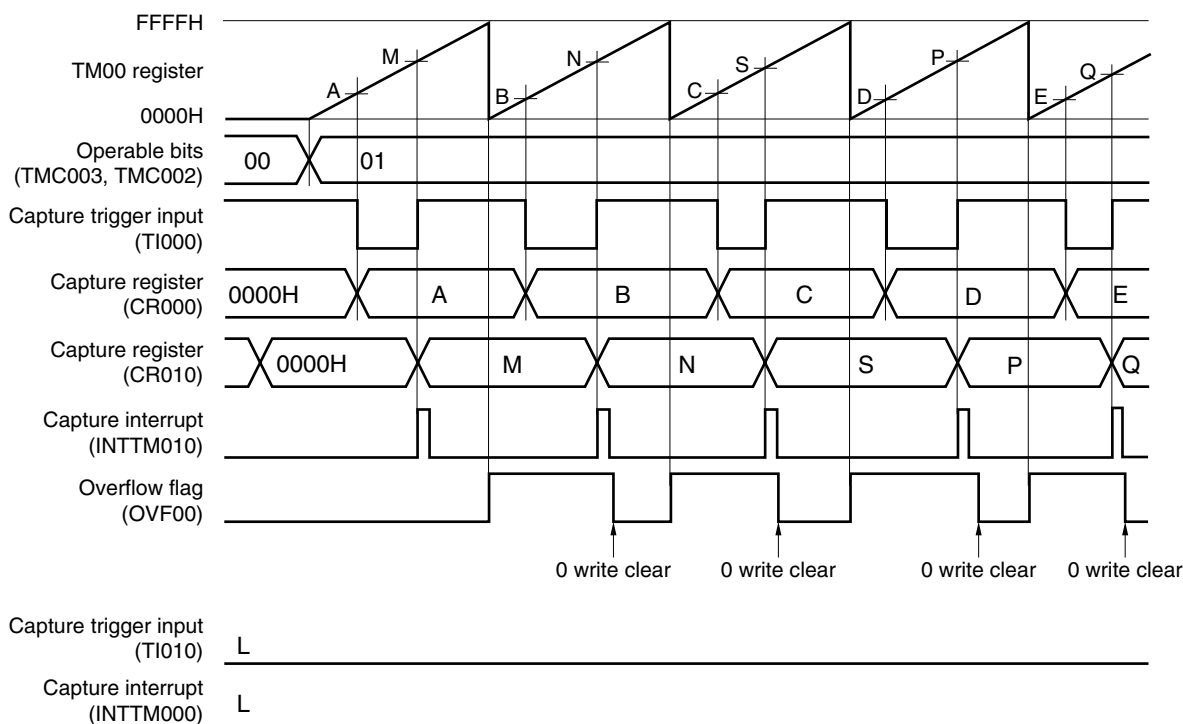 FFFFH
TM00 register
0000H
A M B N C S D P E Q
Operable bits
(TMC003, TMC002)
00 01
Capture trigger input
(TI000)
Capture register
(CR000)
0000H A B C D E
Capture register
(CR010)
0000H M N S P Q
Capture interrupt
(INTTM010)
Overflow flag
(OVF00)
0 write clear 0 write clear 0 write clear 0 write clear
Capture trigger input
(TI010)
L
Capture interrupt
(INTTM000)
L